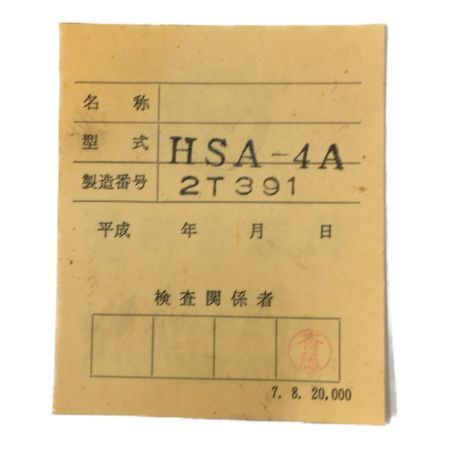 名 称
型 式 HSA-4A
製造番号 2T391
平成 年 月 日
検査関係者
7. 8. 20,000